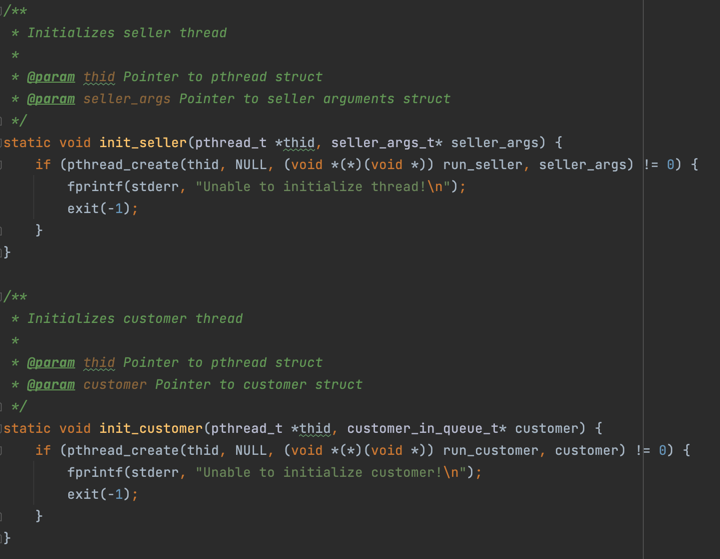 /**
 * Initializes seller thread
 *
 * @param thid Pointer to pthread struct
 * @param seller_args Pointer to seller arguments struct
 */
static void init_seller(pthread_t *thid, seller_args_t* seller_args) {
    if (pthread_create(thid, NULL, (void *(*)(void *)) run_seller, seller_args) != 0) {
        fprintf(stderr, "Unable to initialize thread!\n");
        exit(-1);
    }
}

/**
 * Initializes customer thread
 *
 * @param thid Pointer to pthread struct
 * @param customer Pointer to customer struct
 */
static void init_customer(pthread_t *thid, customer_in_queue_t* customer) {
    if (pthread_create(thid, NULL, (void *(*)(void *)) run_customer, customer) != 0) {
        fprintf(stderr, "Unable to initialize customer!\n");
        exit(-1);
    }
}